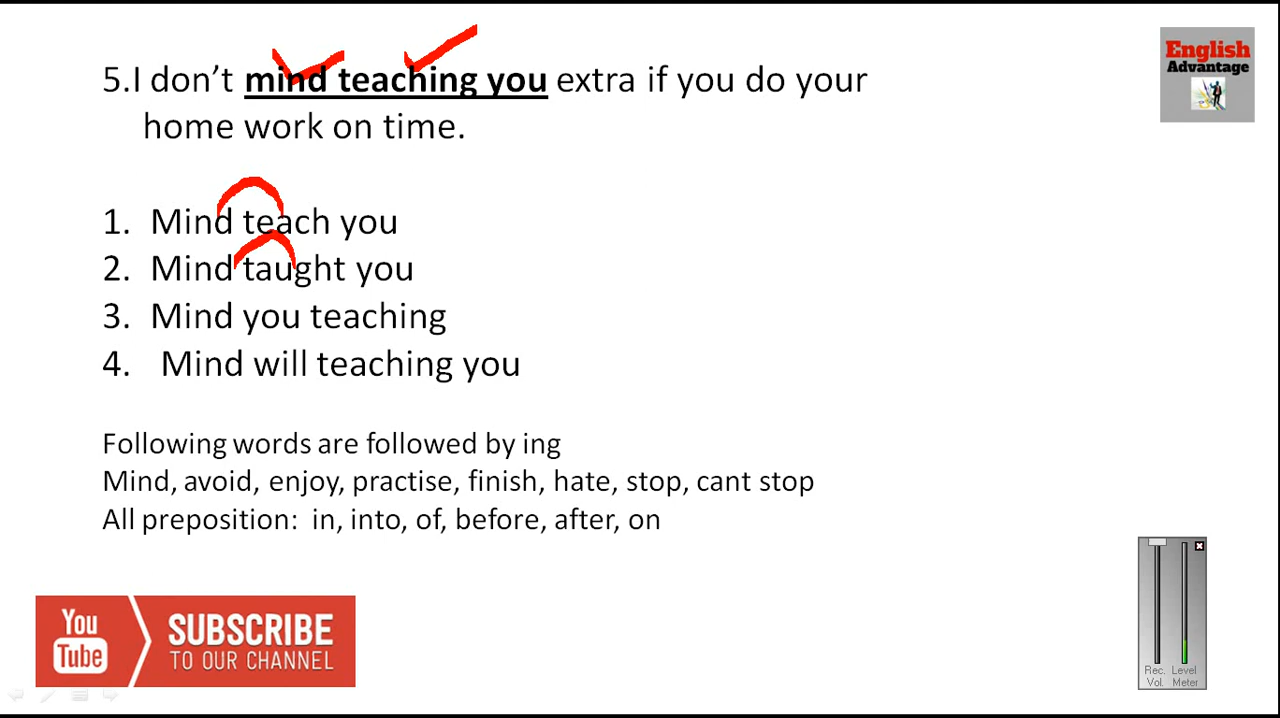 5.I don’t mind teaching you extra if you do your
home work on time.
English
Advantage
1. Mind teach you
2. Mind taught you
3. Mind you teaching
4. Mind will teaching you
Following words are followed by ing
Mind, avoid, enjoy, practise, finish, hate, stop, cant stop
All preposition: in, into, of, before, after, on
You
Tube
SUBSCRIBE
TO OUR CHANNEL
Rec. Level
Vol. Meter